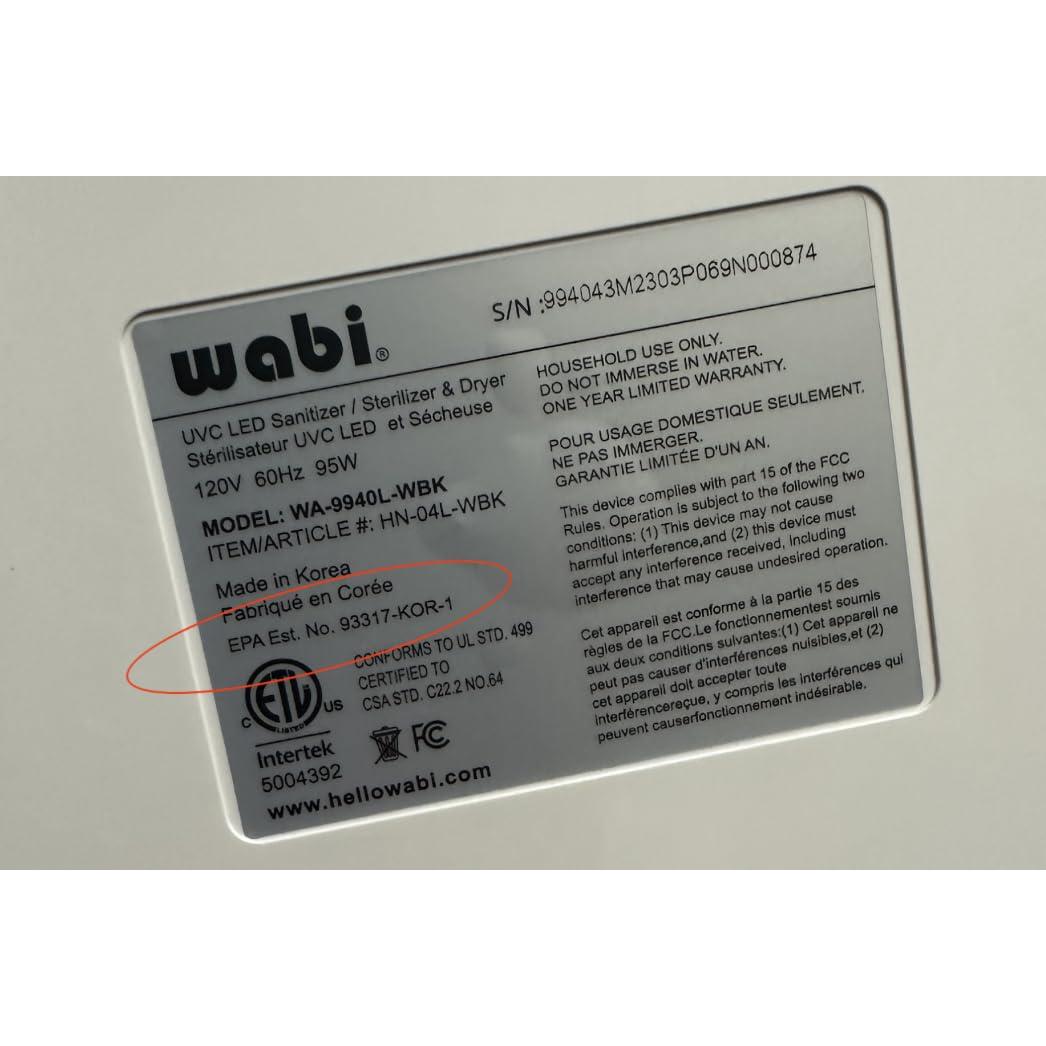 wabi®
S/N :994043M2303P069N000874
UVC LED Sanitizer / Sterilizer & Dryer
Stérilisateur UVC LED et Sécheuse
120V 60Hz 95W
MODEL: WA-9940L-WBK
ITEM/ARTICLE #: HN-04L-WBK
Made in Korea
Fabriqué en Corée
EPA Est. No. 93317-KOR-1
CONFORMS TO UL STD. 499
CERTIFIED TO
CSA STD. C22.2 NO.64
ETL
C US
LISTED
Intertek
5004392
FC
www.hellowabi.com
HOUSEHOLD USE ONLY.
DO NOT IMMERSE IN WATER.
ONE YEAR LIMITED WARRANTY.
POUR USAGE DOMESTIQUE SEULEMENT.
NE PAS IMMERGER.
GARANTIE LIMITÉE D'UN AN.
This device complies with part 15 of the FCC
Rules. Operation is subject to the following two
conditions: (1) This device may not cause
harmful interference,and (2) this device must
accept any interference received, Including
interference that may cause undesired operation.
Cet appareil est conforme à la partie 15 des
règles de la FCC.Le fonctionnementest soumis
aux deux conditions suivantes:(1) Cet appareil ne
peut pas causer d'interférences nuisibles,et (2)
cet appareil doit accepter toute
interférencereçue, y compris les interférences qui
peuvent causerfonctionnement indésirable.